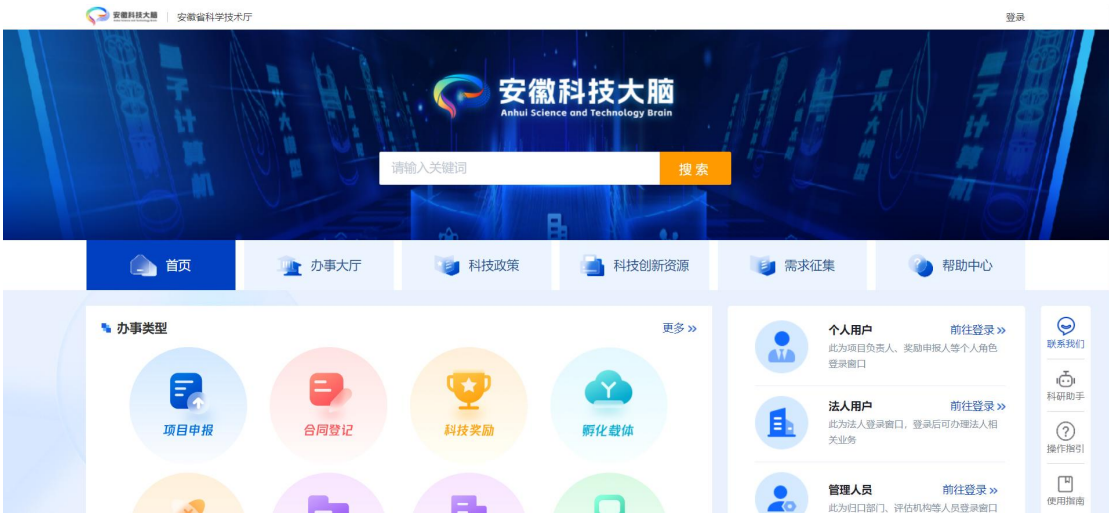 安徽科技大脑
安徽省科学技术厅
登录
安徽科技大脑
Anhui Science and Technology Brain
请输入关键词
搜索
首页
办事大厅
科技政策
科技创新资源
需求征集
帮助中心
办事类型
更多 »
项目申报
合同登记
科技奖励
孵化载体
个人用户
前往登录 »
此为项目负责人、奖励申报人等个人角色
登录窗口
法人用户
前往登录 »
此为法人登录窗口，登录后可办理法人相
关业务
管理人员
前往登录 »
此为归口部门、评估机构等人员登录窗口
联系我们
科研助手
操作指引
使用指南